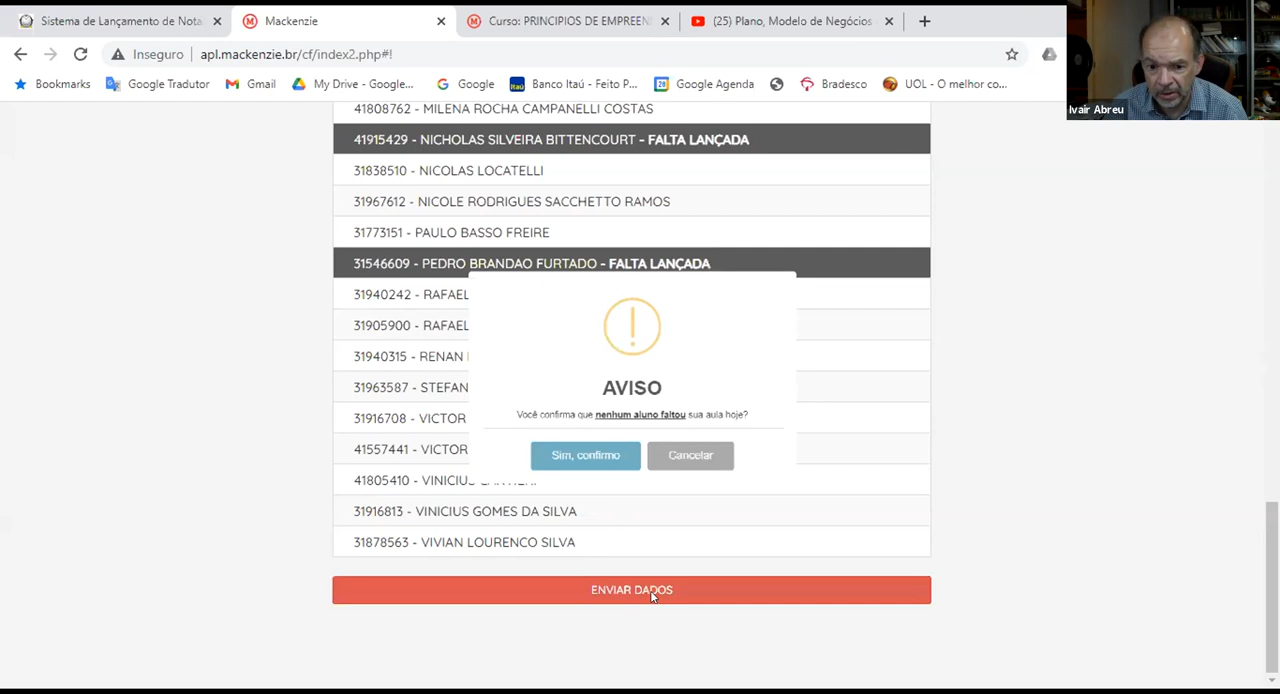 Sistema de Lançamento de Nota
Mackenzie
Curso: PRINCIPIOS DE EMPREEN
(25) Plano, Modelo de Negócios
Inseguro
apl.mackenzie.br/cf/index2.php#!
Bookmarks
Google Tradutor
Gmail
My Drive - Google...
Google
Banco Itaú - Feito P...
Google Agenda
Bradesco
UOL - O melhor co...
lvair Abreu
41808762 - MILENA ROCHA CAMPANELLI COSTAS
41915429 - NICHOLAS SILVEIRA BITTENCOURT - FALTA LANÇADA
31838510 - NICOLAS LOCATELLI
31967612 - NICOLE RODRIGUES SACCHETTO RAMOS
31773151 - PAULO BASSO FREIRE
31546609 - PEDRO BRANDAO FURTADO - FALTA LANÇADA
31940242 - RAFAEL
31905900 - RAFAEL
31940315 - RENAN
31963587 - STEFAN
31916708 - VICTOR
41557441 - VICTOR
41805410 - VINICIUS
31916813 - VINICIUS GOMES DA SILVA
31878563 - VIVIAN LOURENCO SILVA
AVISO
Você confirma que nenhum aluno faltou sua aula hoje?
Sim, confirmo
Cancelar
ENVIAR DADOS